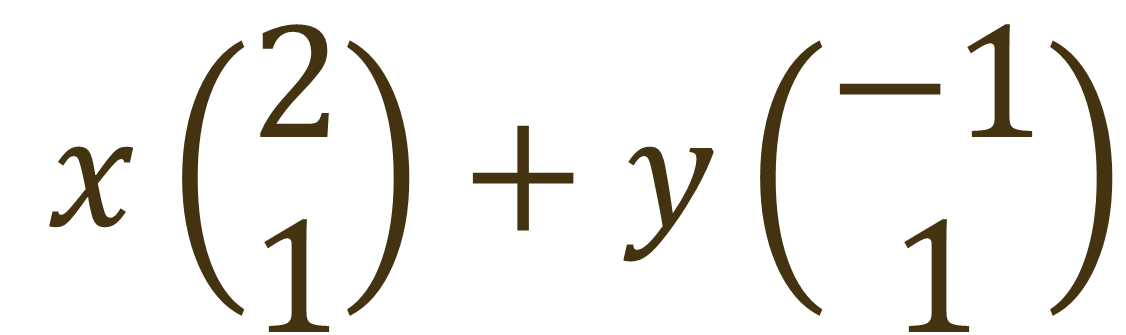 x(2 1) + y(−1 1)